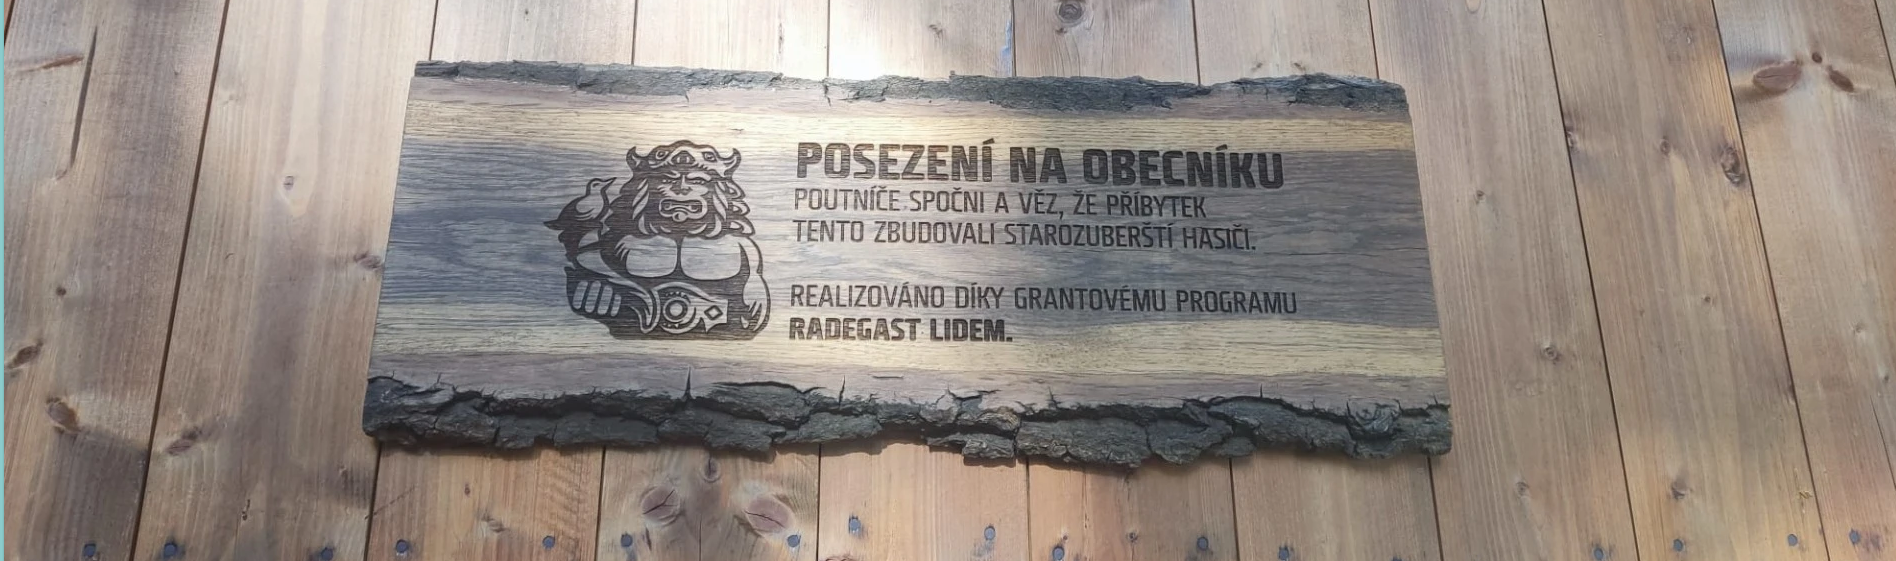 POSEZENÍ NA OBECNÍKU
POUTNÍČE SPOČNI A VĚZ, ŽE PŘÍBYTEK
TENTO ZBUDOVALI STAROZUBERŠTÍ HASIČI.
REALIZOVÁNO DÍKY GRANTOVÉMU PROGRAMU
RADEGAST LIDEM.